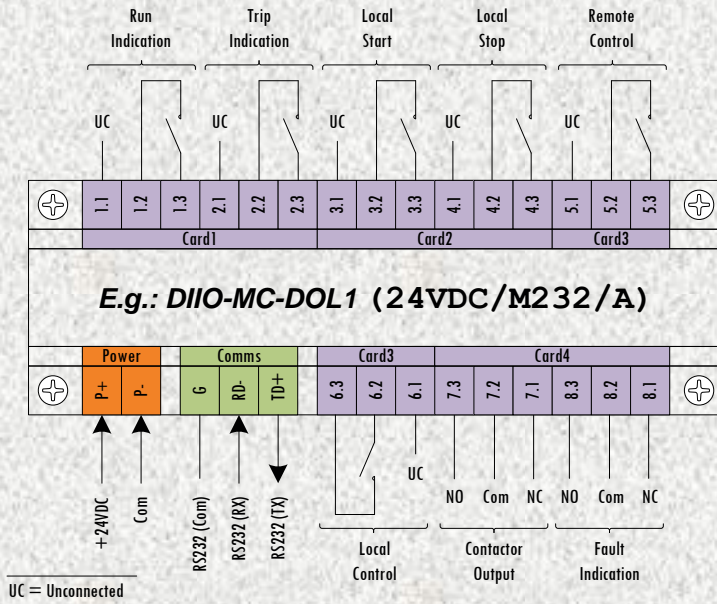 Run Indication
Trip Indication
Local Start
Local Stop
Remote Control
UC
UC
UC
UC
UC
1.1 1.2 1.3 2.1 2.2 2.3 3.1 3.2 3.3 4.1 4.2 4.3 5.1 5.2 5.3
Card1 Card2 Card3
E.g.: DIIO-MC-DOL1 (24VDC/M232/A)
Power Comms Card3 Card4
P+ P- G RD- TD+ 6.3 6.2 6.1 7.3 7.2 7.1 8.3 8.2 8.1
+24VDC
Com
RS232 (Com)
RS232 (RX)
RS232 (TX)
UC
NO Com NC NO Com NC
Local Control
Contactor Output
Fault Indication
UC = Unconnected